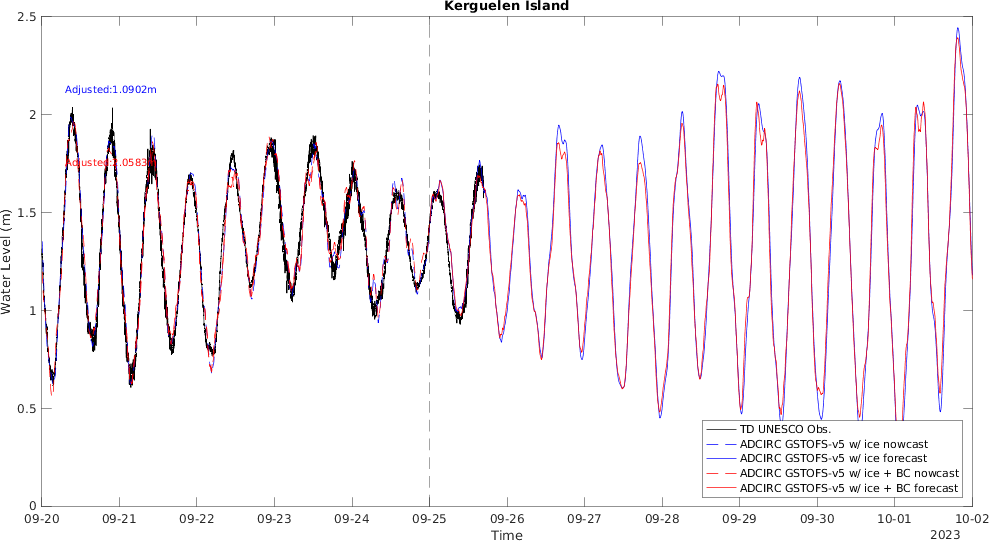 Kerguelen Island
2.5
2
1.5
1
0.5
0
Water Level (m)
Adjusted:1.0902m
TD UNESCO Obs.
ADCIRC GSTOFS-v5 w/ ice nowcast
ADCIRC GSTOFS-v5 w/ ice forecast
ADCIRC GSTOFS-v5 w/ ice + BC nowcast
ADCIRC GSTOFS-v5 w/ ice + BC forecast
09-20 09-21 09-22 09-23 09-24 09-25 09-26 09-27 09-28 09-29 09-30 10-01 10-02
Time
2023